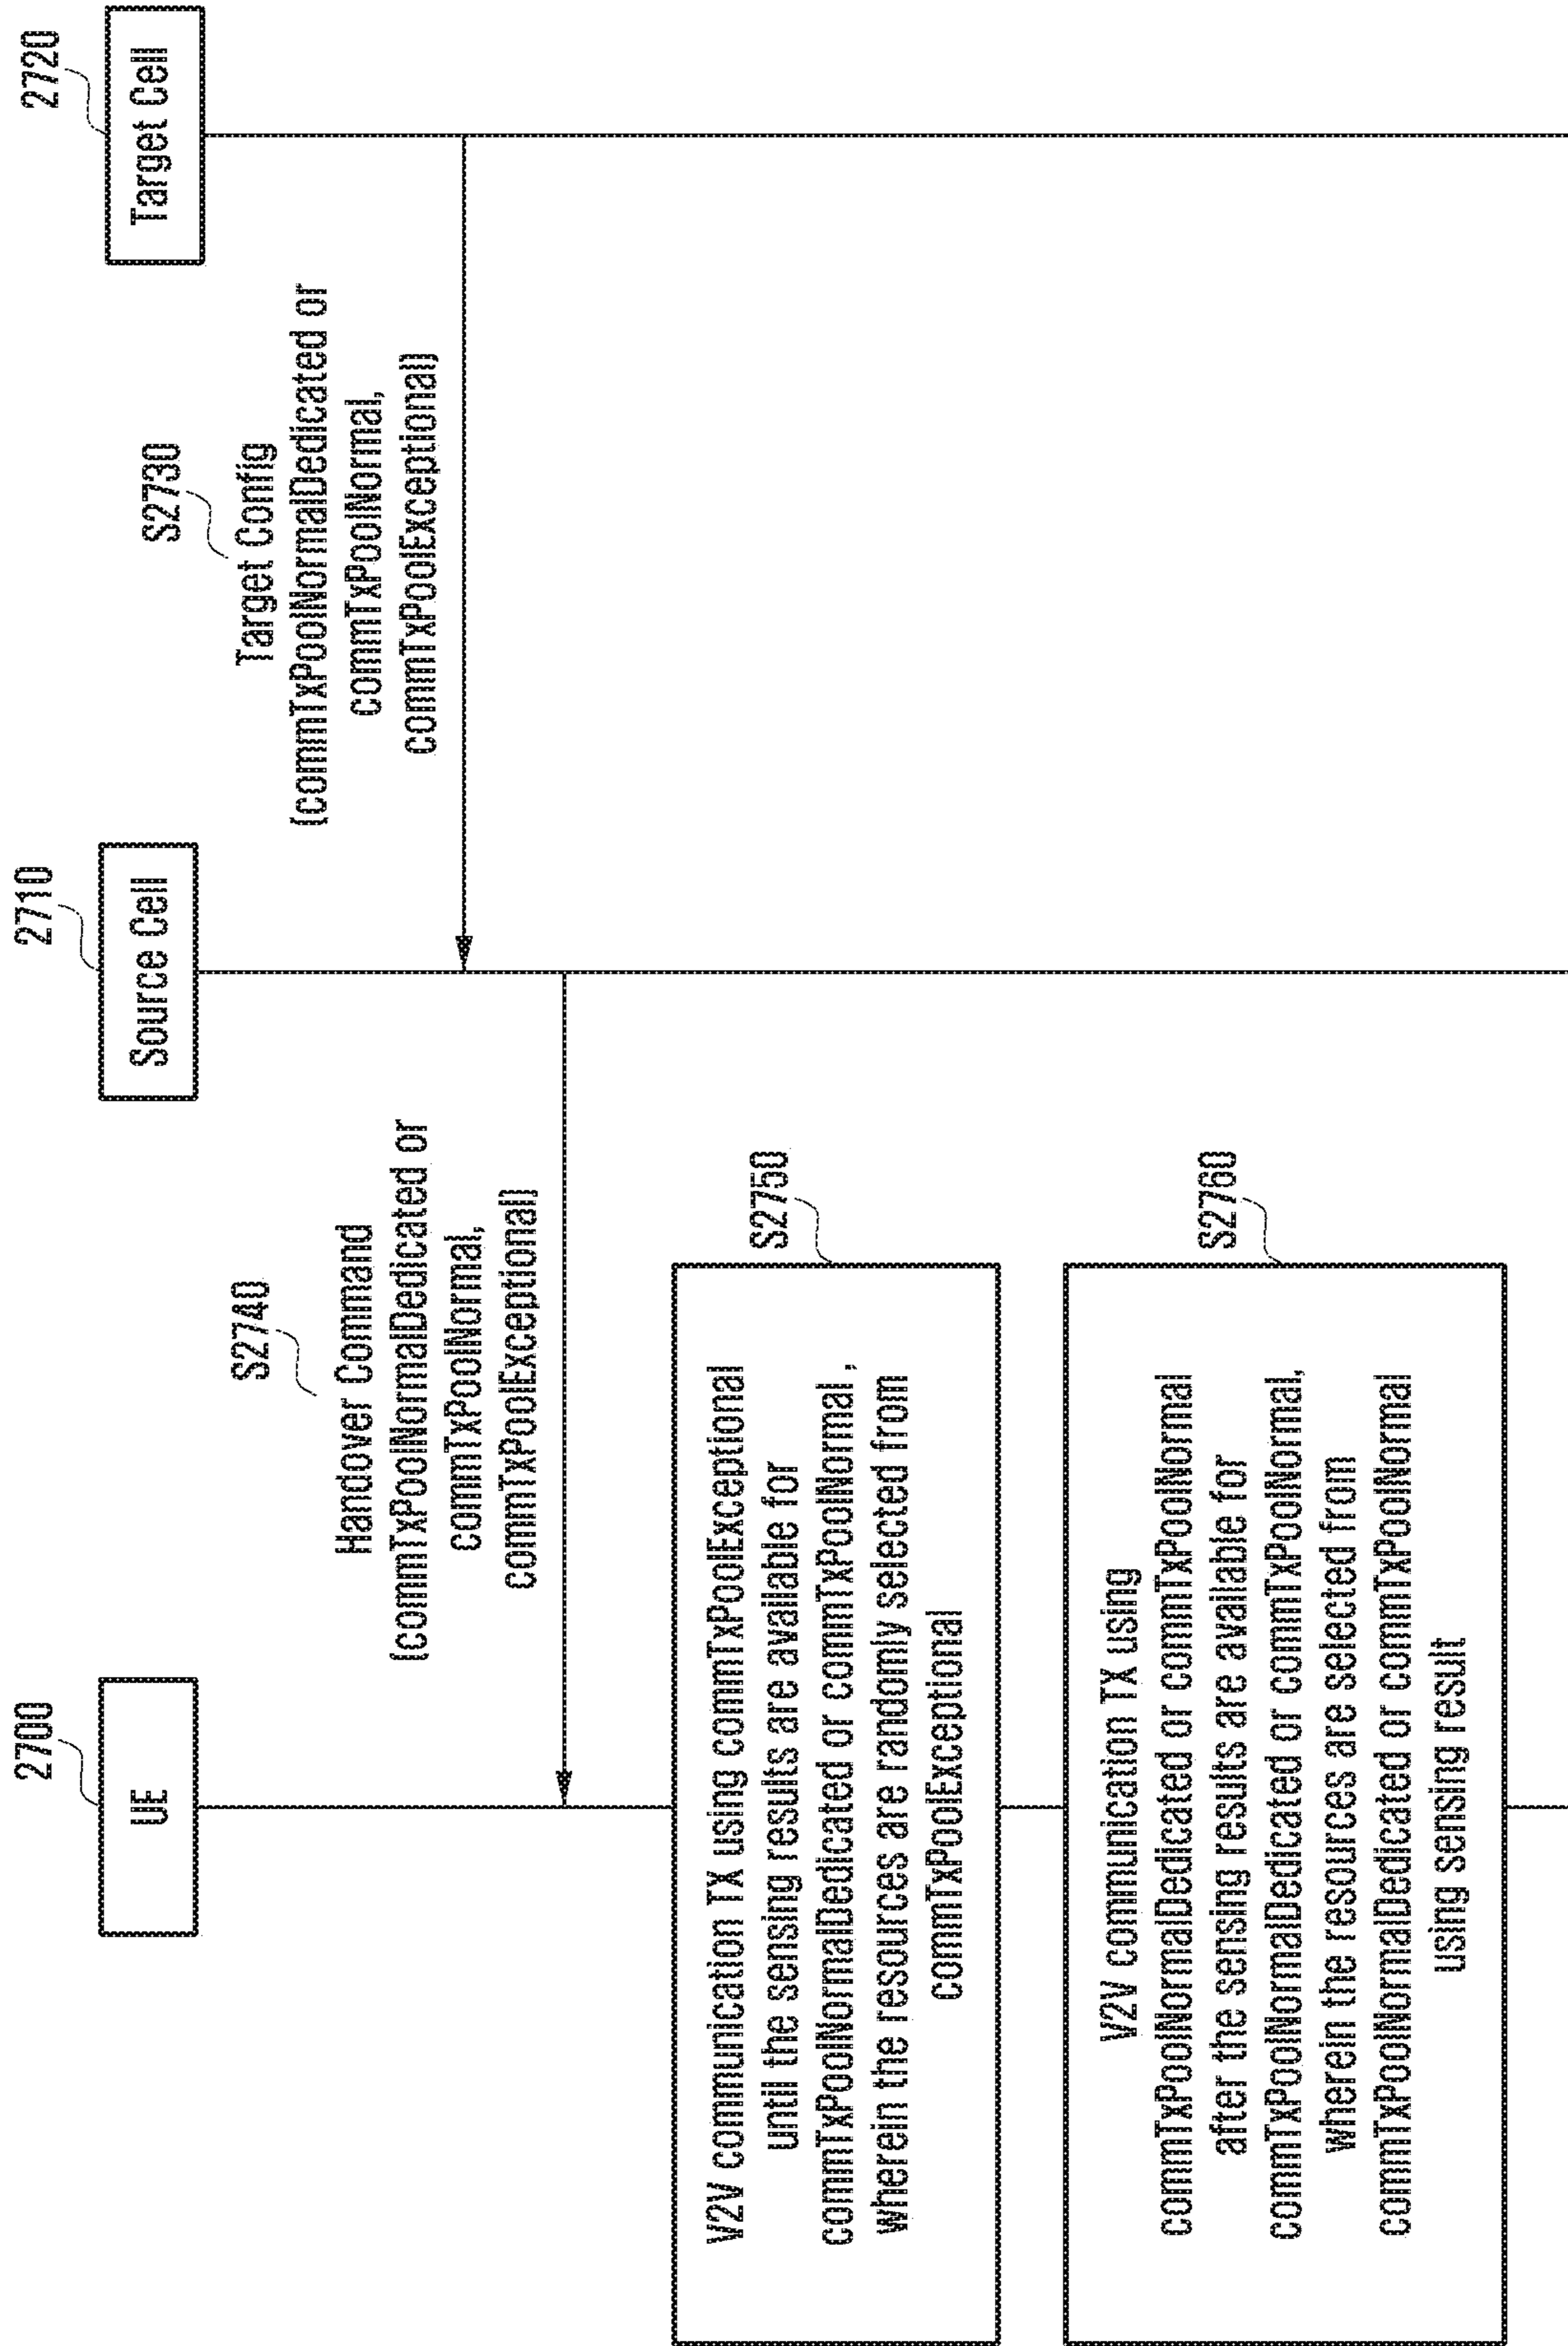 2700
UE
2710
Source Cell
2720
Target Cell
S2730
Target Config
(commTxPoolNormalDedicated or
commTxPoolNormal,
commTxPoolExceptional)
S2740
Handover Command
(commTxPoolNormalDedicated or
commTxPoolNormal,
commTxPoolExceptional)
S2750
V2V communication TX using commTxPoolExceptional
until the sensing results are available for
commTxPoolNormalDedicated or commTxPoolNormal,
wherein the resources are randomly selected from
commTxPoolExceptional
S2760
V2V communication TX using
commTxPoolNormalDedicated or commTxPoolNormal
after the sensing results are available for
commTxPoolNormalDedicated or commTxPoolNormal,
wherein the resources are selected from
commTxPoolNormalDedicated or commTxPoolNormal
using sensing result